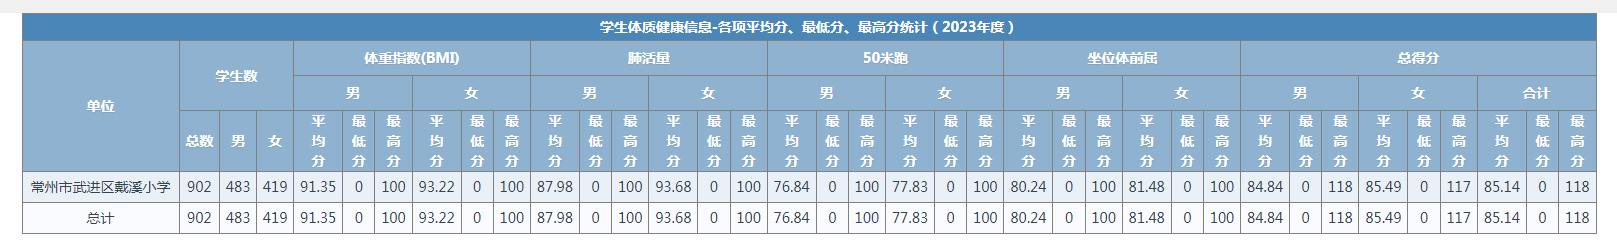 学生体质健康信息-各项平均分、最低分、最高分统计（2023年度）
单位 学生数 体重指数(BMI) 肺活量 50米跑 坐位体前屈 总得分
男 女 男 女 男 女 男 女 男 女 合计
总数 男 女 平均分 最低分 最高分 平均分 最低分 最高分 平均分 最低分 最高分 平均分 最低分 最高分 平均分 最低分 最高分 平均分 最低分 最高分 平均分 最低分 最高分 平均分 最低分 最高分 平均分 最低分 最高分 平均分 最低分 最高分 平均分 最低分 最高分
常州市武进区戴溪小学 902 483 419 91.35 0 100 93.22 0 100 87.98 0 100 93.68 0 100 76.84 0 100 77.83 0 100 80.24 0 100 81.48 0 100 84.84 0 118 85.49 0 117 85.14 0 118
总计 902 483 419 91.35 0 100 93.22 0 100 87.98 0 100 93.68 0 100 76.84 0 100 77.83 0 100 80.24 0 100 81.48 0 100 84.84 0 118 85.49 0 117 85.14 0 118